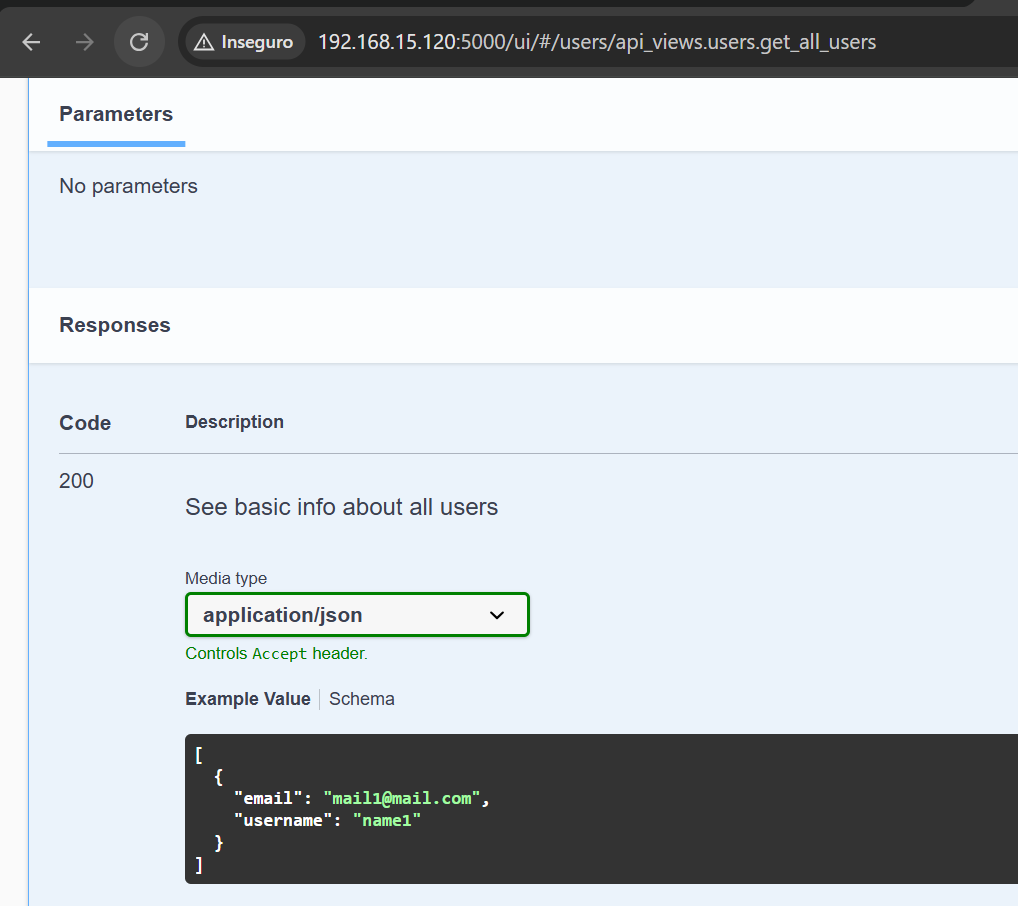 Inseguro 192.168.15.120:5000/ui/#/users/api_views.users.get_all_users
Parameters
No parameters
Responses
Code Description
200
See basic info about all users
Media type
application/json
Controls Accept header.
Example Value Schema
[
  {
    "email": "mail1@mail.com",
    "username": "name1"
  }
]